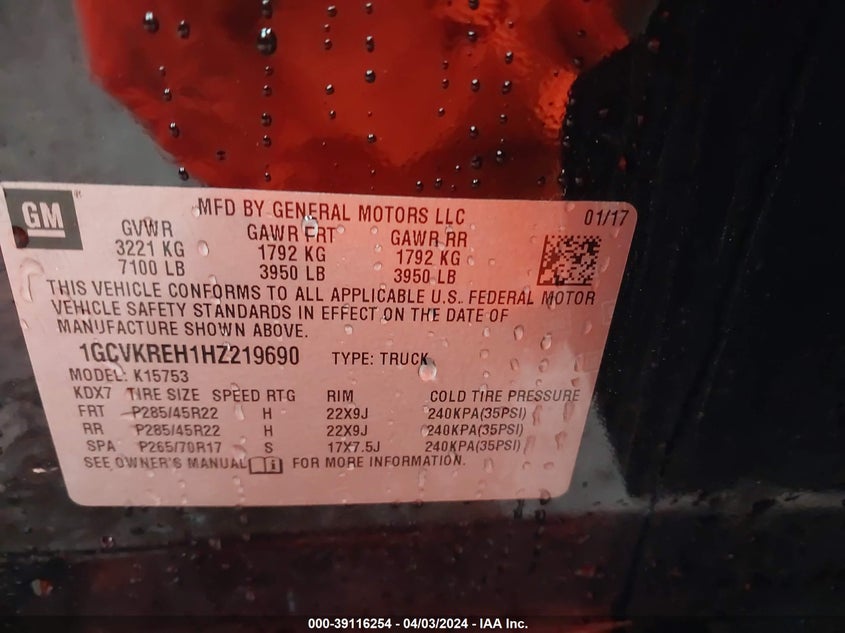 GM ®
MFD BY GENERAL MOTORS LLC 01/17
GVWR GAWR FRT GAWR RR
3221 KG 1792 KG 1792 KG
7100 LB 3950 LB 3950 LB
THIS VEHICLE CONFORMS TO ALL APPLICABLE U.S. FEDERAL MOTOR
VEHICLE SAFETY STANDARDS IN EFFECT ON THE DATE OF
MANUFACTURE SHOWN ABOVE.
1GCVKREH1HZ219690 TYPE: TRUCK
MODEL: K15753
KDX7 TIRE SIZE SPEED RTG RIM COLD TIRE PRESSURE
FRT P285/45R22 H 22X9J 240KPA(35PSI)
RR P285/45R22 H 22X9J 240KPA(35PSI)
SPA P265/70R17 S 17X7.5J 240KPA(35PSI)
SEE OWNER'S MANUAL FOR MORE INFORMATION.
000-39116254 - 04/03/2024 - IAA Inc.